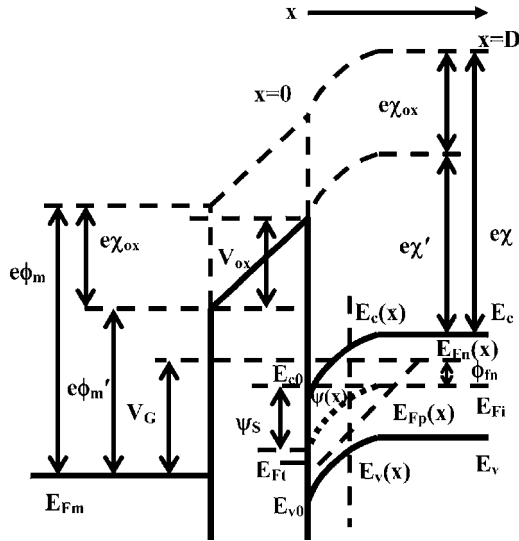 x
x=D
x=0
eχox
eχox
eϕm
Vox
eχ′
eχ
Ec(x)
Ec
EFn(x)
Ec0
ψ(x)
ϕfn
eϕm′
VG
ψS
EFp(x)
EFi
EFt
Ev(x)
Ev
EFm
Ev0